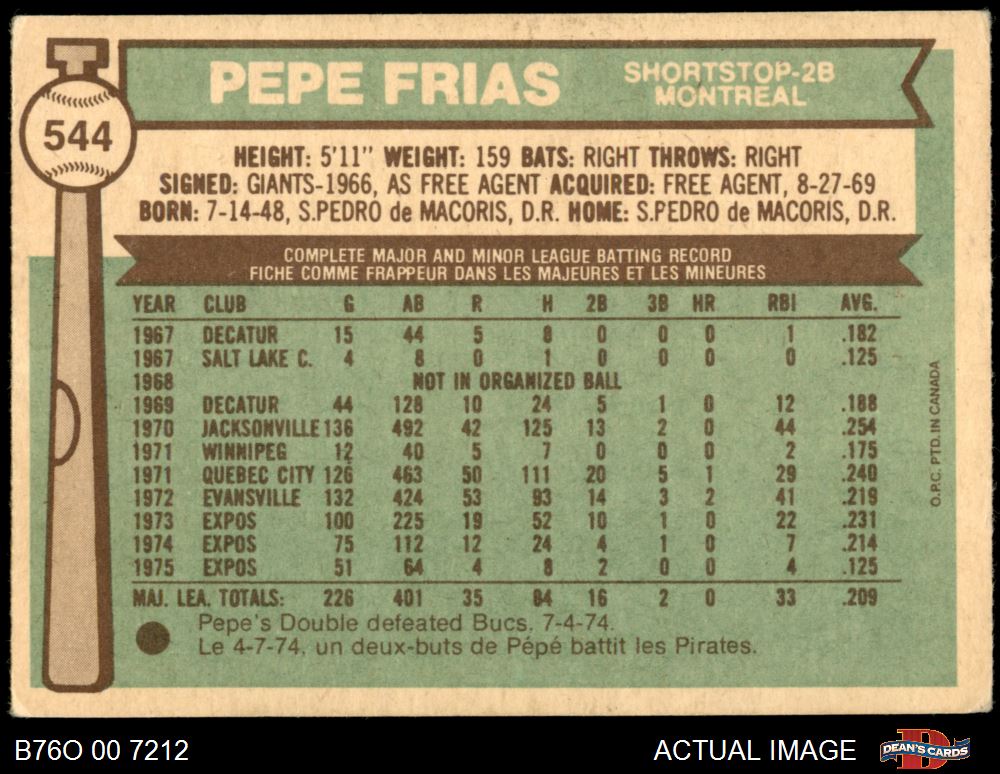 PEPE FRIAS
SHORTSTOP-2B
MONTREAL
544
HEIGHT: 5'11" WEIGHT: 159 BATS: RIGHT THROWS: RIGHT
SIGNED: GIANTS-1966, AS FREE AGENT ACQUIRED: FREE AGENT, 8-27-69
BORN: 7-14-48, S.PEDRO de MACORIS, D.R. HOME: S.PEDRO de MACORIS, D.R.
COMPLETE MAJOR AND MINOR LEAGUE BATTING RECORD
FICHE COMME FRAPPEUR DANS LES MAJEURES ET LES MINEURES
YEAR CLUB G AB R H 2B 3B HR RBI AVG.
1967 DECATUR 15 44 5 8 0 0 0 1 .182
1967 SALT LAKE C. 4 8 0 1 0 0 0 0 .125
1968 NOT IN ORGANIZED BALL
1969 DECATUR 44 128 10 24 5 1 0 12 .188
1970 JACKSONVILLE 136 492 42 125 13 2 0 44 .254
1971 WINNIPEG 12 40 5 7 0 0 0 2 .175
1971 QUEBEC CITY 126 463 50 111 20 5 1 29 .240
1972 EVANSVILLE 132 424 53 93 14 3 2 41 .219
1973 EXPOS 100 225 19 52 10 1 0 22 .231
1974 EXPOS 75 112 12 24 4 1 0 7 .214
1975 EXPOS 51 64 4 8 2 0 0 4 .125
MAJ. LEA. TOTALS: 226 401 35 84 16 2 0 33 .209
Pepe's Double defeated Bucs, 7-4-74.
Le 4-7-74, un deux-buts de Pépé battit les Pirates.
O.P.C. PTD. IN CANADA
B76O 00 7212
ACTUAL IMAGE
DEAN'S CARDS